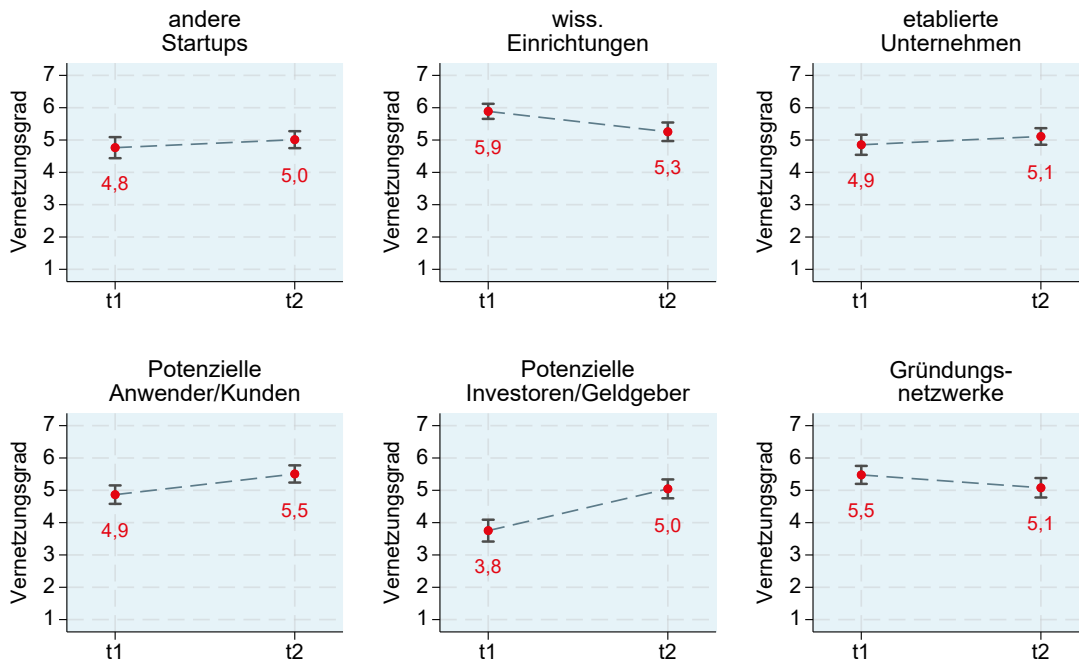 andere
Startups
Vernetzungsgrad
7
6
5
4
3
2
1
4,8
5,0
t1
t2
wiss.
Einrichtungen
Vernetzungsgrad
7
6
5
4
3
2
1
5,9
5,3
t1
t2
etablierte
Unternehmen
Vernetzungsgrad
7
6
5
4
3
2
1
4,9
5,1
t1
t2
Potenzielle
Anwender/Kunden
Vernetzungsgrad
7
6
5
4
3
2
1
4,9
5,5
t1
t2
Potenzielle
Investoren/Geldgeber
Vernetzungsgrad
7
6
5
4
3
2
1
3,8
5,0
t1
t2
Gründungs-
netzwerke
Vernetzungsgrad
7
6
5
4
3
2
1
5,5
5,1
t1
t2